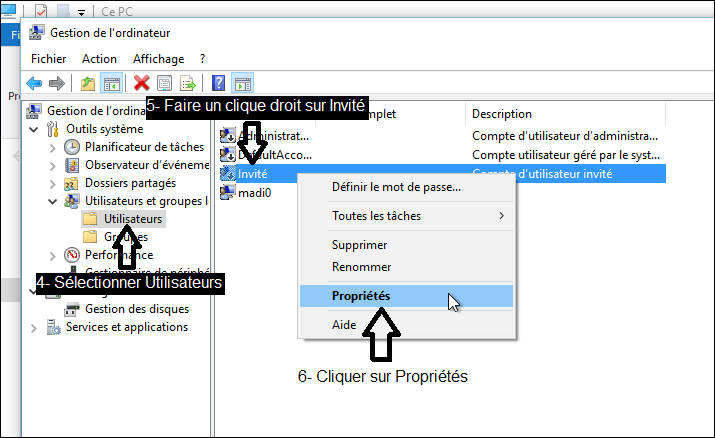 Ce PC
Fi
Gestion de l'ordinateur
Fichier Action Affichage ?
Pr
5- Faire un clique droit sur Invité
Gestion de l'ordina
Outils système
Planificateur de tâches
Observateur d'événeme
Dossiers partagés
Utilisateurs et groupes l
Utilisateurs
Groupes
Performance
4- Sélectionner Utilisateurs
Gestion des disques
Services et applications
mplet Description
Administrat... Compte d'utilisateur d'administra...
DefaultAcco... Compte utilisateur géré par le syst...
Invité Compte d'utilisateur invité
madi0
Définir le mot de passe...
Toutes les tâches
Supprimer
Renommer
Propriétés
Aide
6- Cliquer sur Propriétés